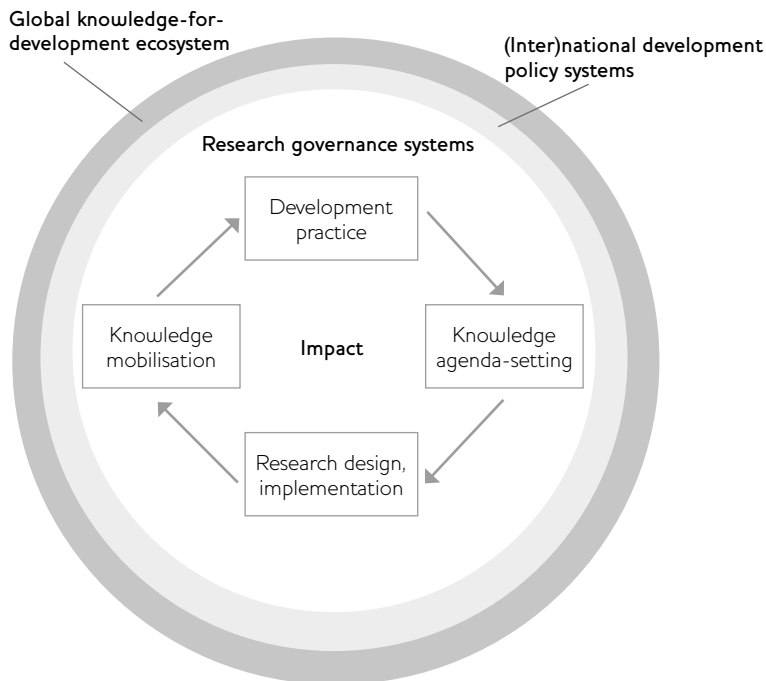 Global knowledge-for-
development ecosystem
(Inter)national development
policy systems
Research governance systems
Development
practice
Knowledge
mobilisation
Impact
Knowledge
agenda-setting
Research design,
implementation